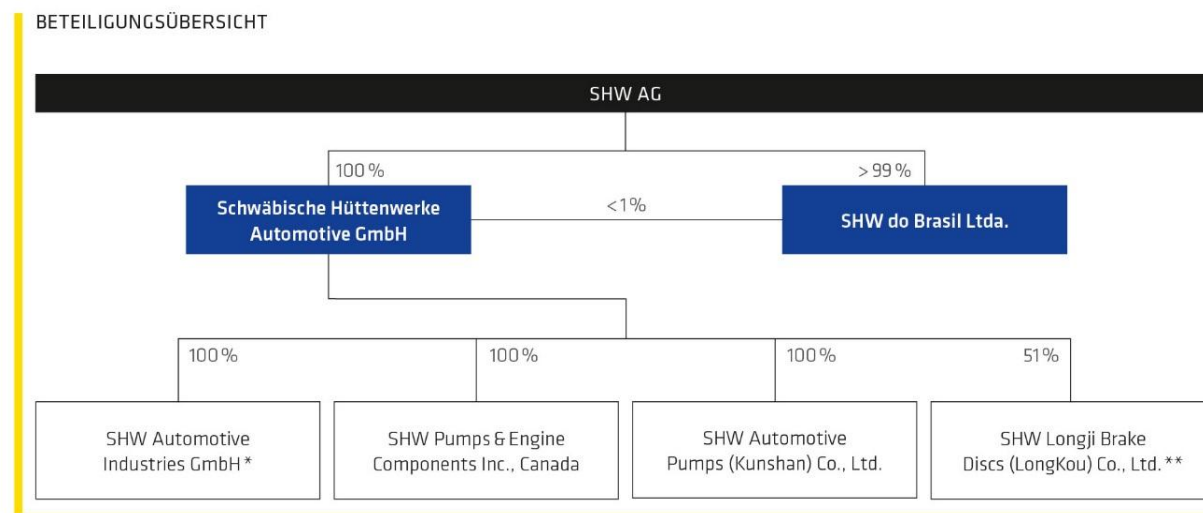 BETEILIGUNGSÜBERSICHT
SHW AG
100 %
> 99 %
Schwäbische Hüttenwerke
Automotive GmbH
<1 %
SHW do Brasil Ltda.
100 %
100 %
100 %
51 %
SHW Automotive
Industries GmbH *
SHW Pumps & Engine
Components Inc., Canada
SHW Automotive
Pumps (Kunshan) Co., Ltd.
SHW Longji Brake
Discs (LongKou) Co., Ltd. **